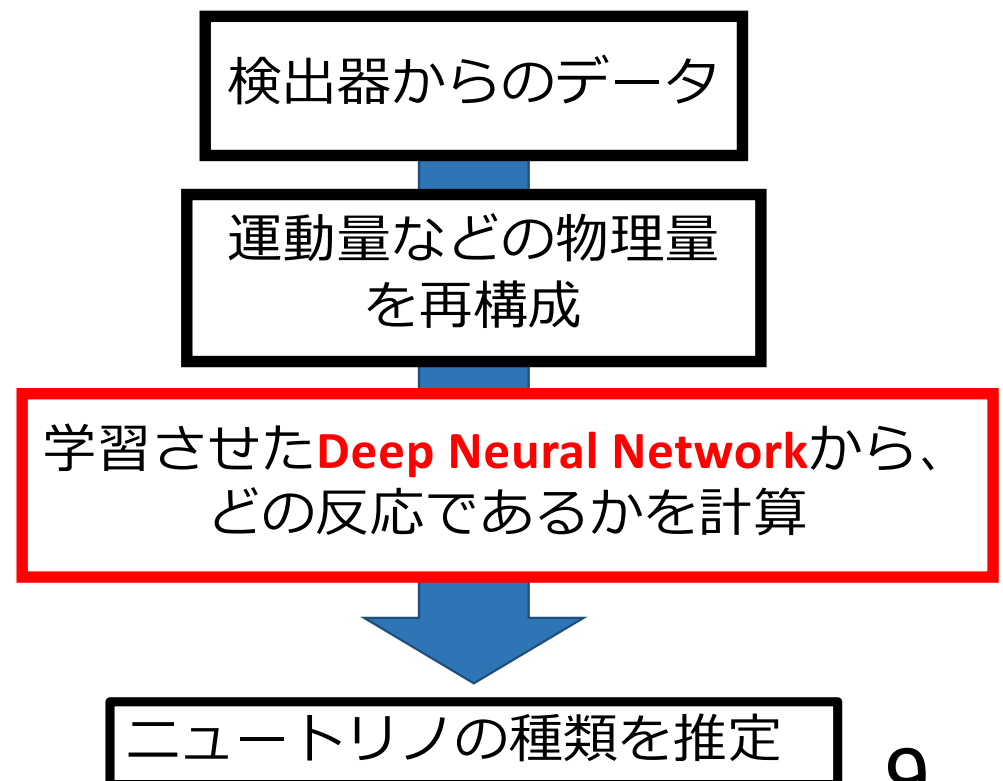 検出器からのデータ
運動量などの物理量
を再構成
学習させたDeep Neural Networkから、
どの反応であるかを計算
ニュートリノの種類を推定
9